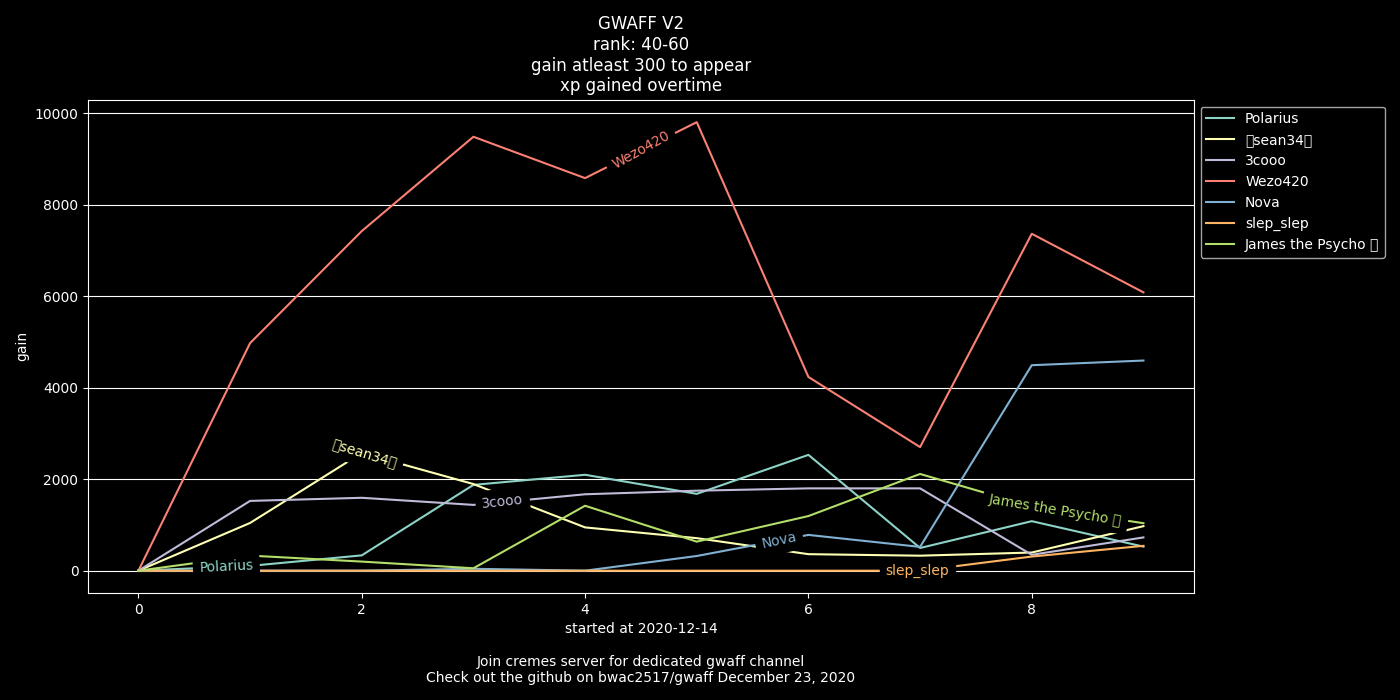 GWAFF V2
rank: 40-60
gain atleast 300 to appear
xp gained overtime
10000
8000
6000
4000
2000
0
gain
Wezo420
sean34
3cooo
James the Psycho
Nova
Polarius
slep_slep
Polarius
sean34
3cooo
Wezo420
Nova
slep_slep
James the Psycho
0
2
4
6
8
started at 2020-12-14
Join cremes server for dedicated gwaff channel
Check out the github on bwac2517/gwaff December 23, 2020